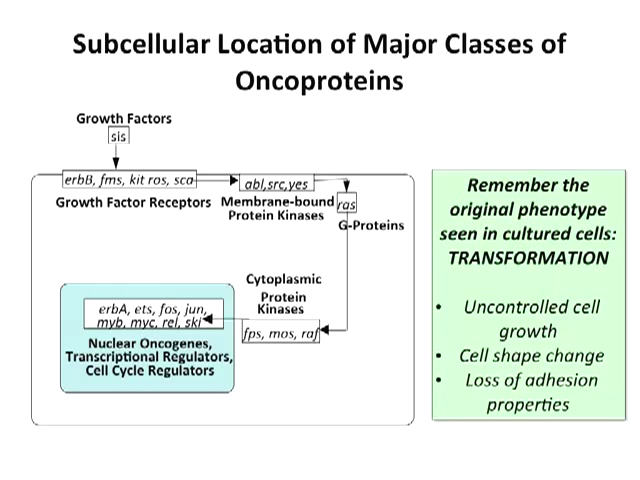 Subcellular Location of Major Classes of
Oncoproteins
Growth Factors
sis
erbB, fms, kit ros, sca
Growth Factor Receptors
abl,src,yes
Membrane-bound
Protein Kinases
ras
G-Proteins
Cytoplasmic
Protein
Kinases
fps, mos, raf
erbA, ets, fos, jun,
myb, myc, rel, ski
Nuclear Oncogenes,
Transcriptional Regulators,
Cell Cycle Regulators
Remember the
original phenotype
seen in cultured cells:
TRANSFORMATION
• Uncontrolled cell
growth
• Cell shape change
• Loss of adhesion
properties